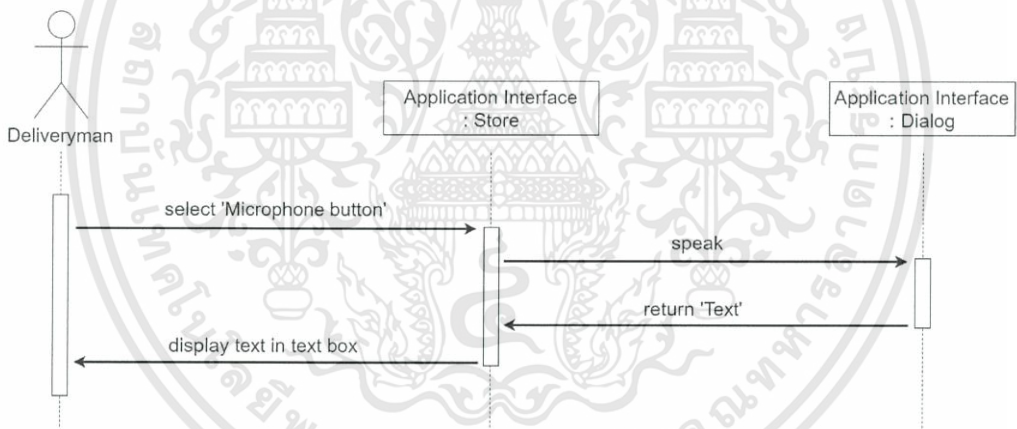 Deliveryman
Application Interface
: Store
Application Interface
: Dialog
select 'Microphone button'
speak
return 'Text'
display text in text box